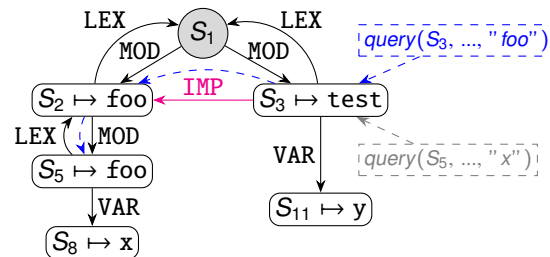 LEX S₁ LEX
MOD MOD
query(S₃, ..., "foo")
S₂ ↦ foo IMP S₃ ↦ test
LEX MOD VAR
query(S₅, ..., "x")
S₅ ↦ foo
VAR S₁₁ ↦ y
S₈ ↦ x